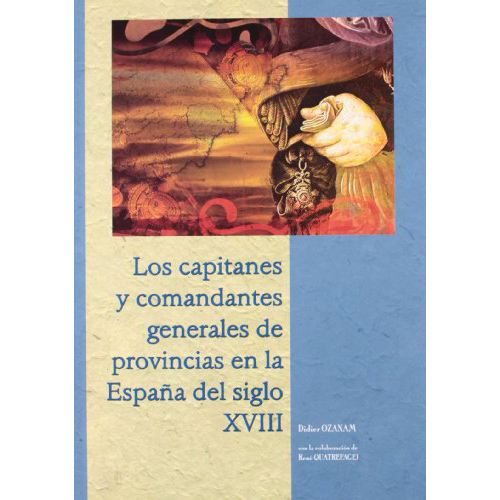 Los capitanes
y comandantes
generales de
provincias en la
España del siglo
XVIII
Didier OZANAM
con la colaboración de
René QUATREFAGES